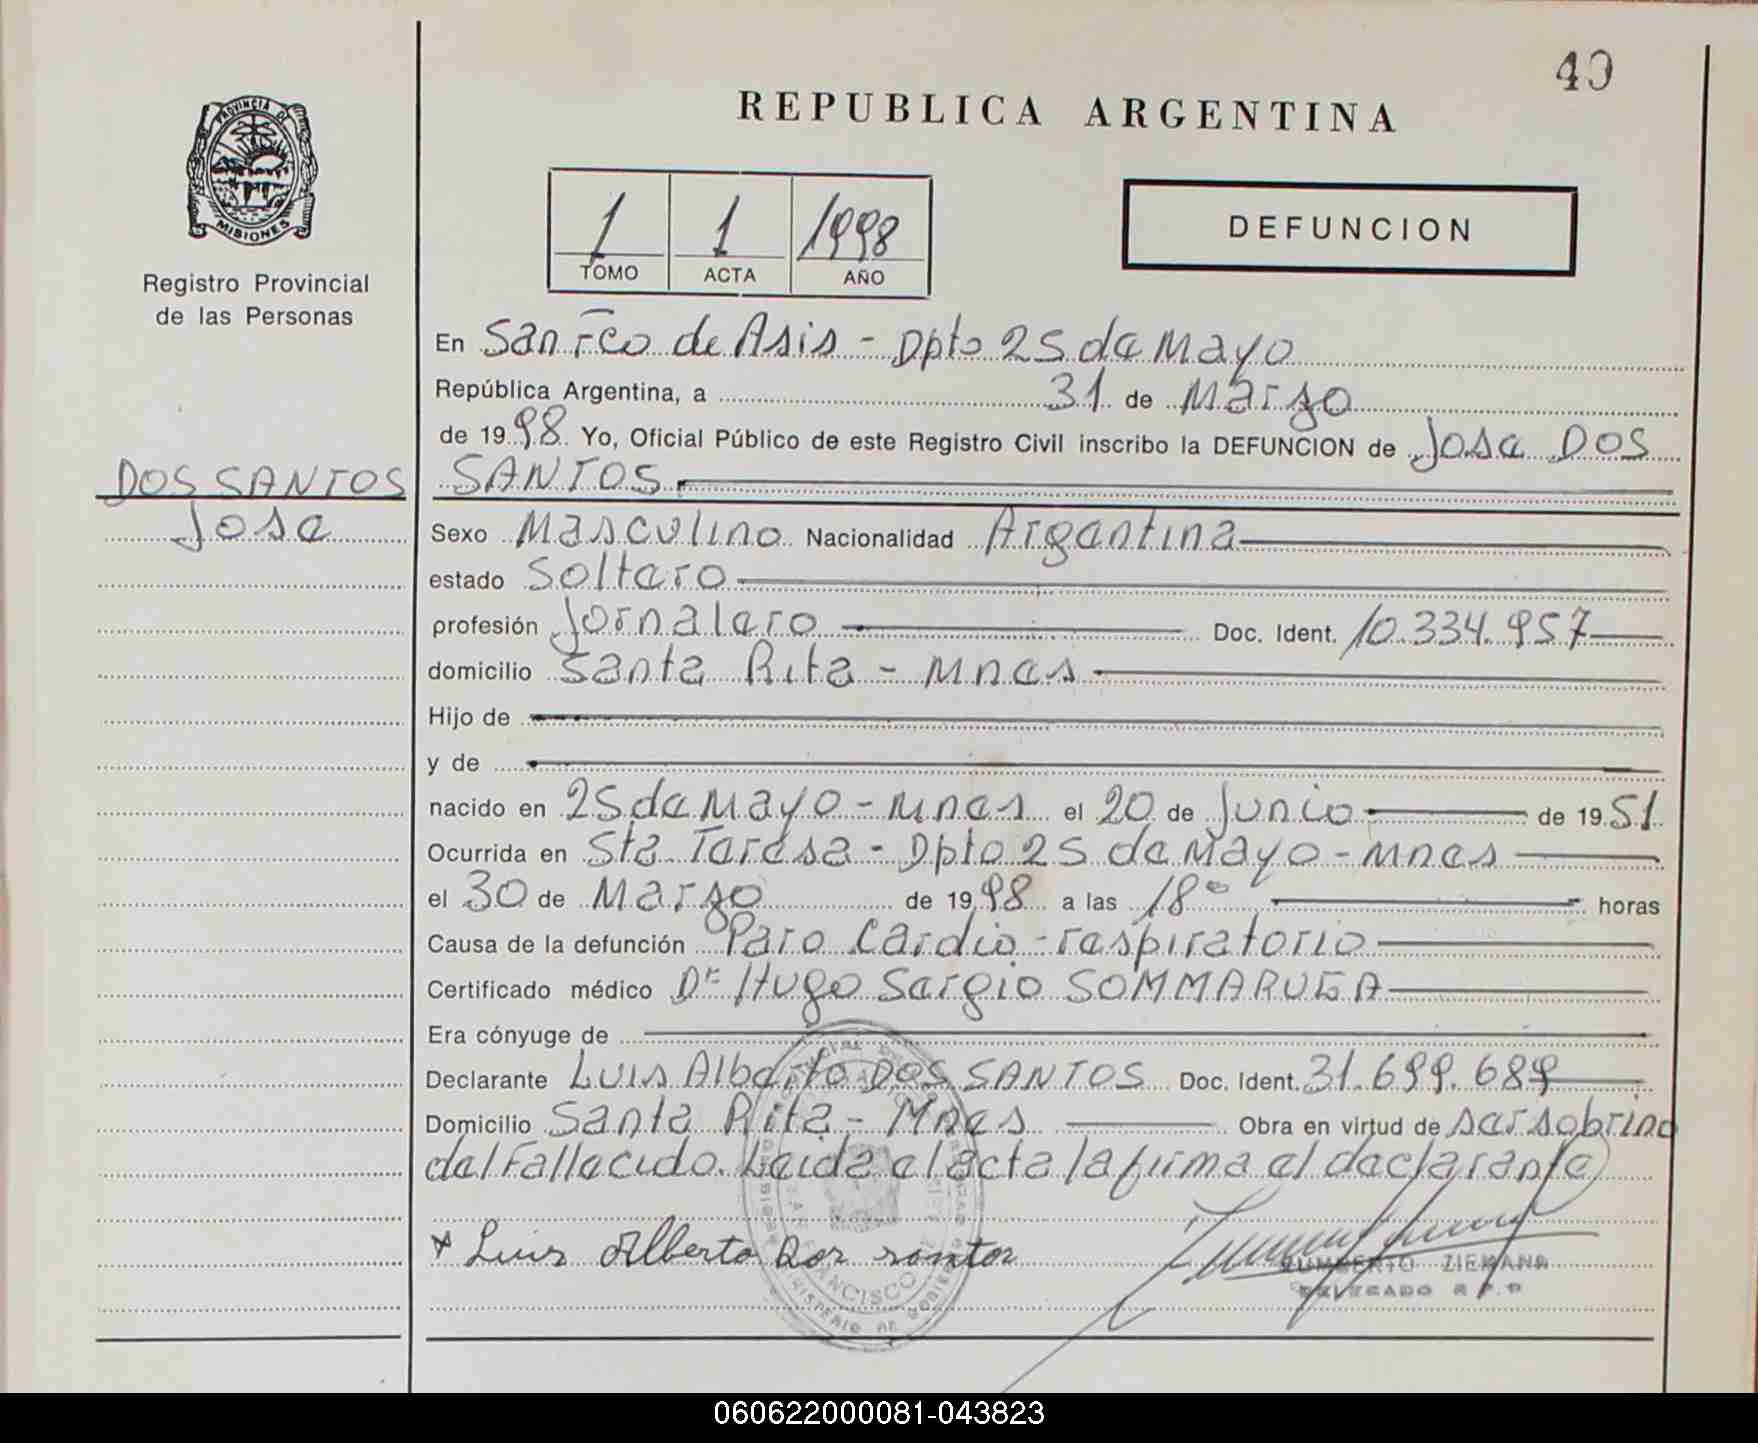 40
REPUBLICA ARGENTINA
PROVINCIA DE
MISIONES
Registro Provincial
de las Personas
1 1 1998
TOMO ACTA AÑO
DEFUNCION
En San Fco de Asis - Dpto 25 de Mayo
República Argentina, a 31 de Marzo
de 1998 Yo, Oficial Público de este Registro Civil inscribo la DEFUNCION de Jose DOS
SANTOS
DOS SANTOS
Jose
Sexo Masculino Nacionalidad Argentina
estado Soltero
profesión Jornalero Doc. Ident. 10.334.957
domicilio Santa Rita - Mnes
Hijo de
y de
nacido en 25 de Mayo - Mnes el 20 de Junio de 1951
Ocurrida en Sta Teresa - Dpto 25 de Mayo - Mnes
el 30 de Marzo de 1998 a las 18° horas
Causa de la defunción Paro Cardio-respiratorio
Certificado médico Dr Hugo Sergio SOMMARUGA
Era cónyuge de
Declarante Luis Alberto DOS SANTOS Doc. Ident. 31.699.689
Domicilio Santa Rita - Mnes Obra en virtud de ser sobrino
del Fallecido. Leida el acta la firma el declarante
Luis Alberto Dos santos
HUMBERTO ZIEMANN
DELEGADO R.P.P
060622000081-043823